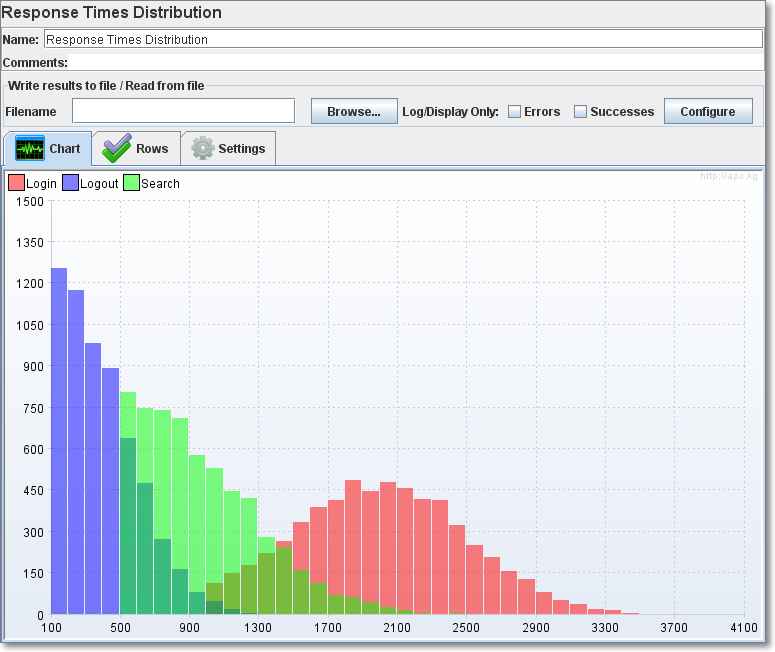 Response Times Distribution
Name: Response Times Distribution
Comments:
Write results to file / Read from file
Filename Browse... Log/Display Only: Errors Successes Configure
Chart Rows Settings
http://apc.kg
Login Logout Search
1500
1350
1200
1050
900
750
600
450
300
150
0
100 500 900 1300 1700 2100 2500 2900 3300 3700 4100